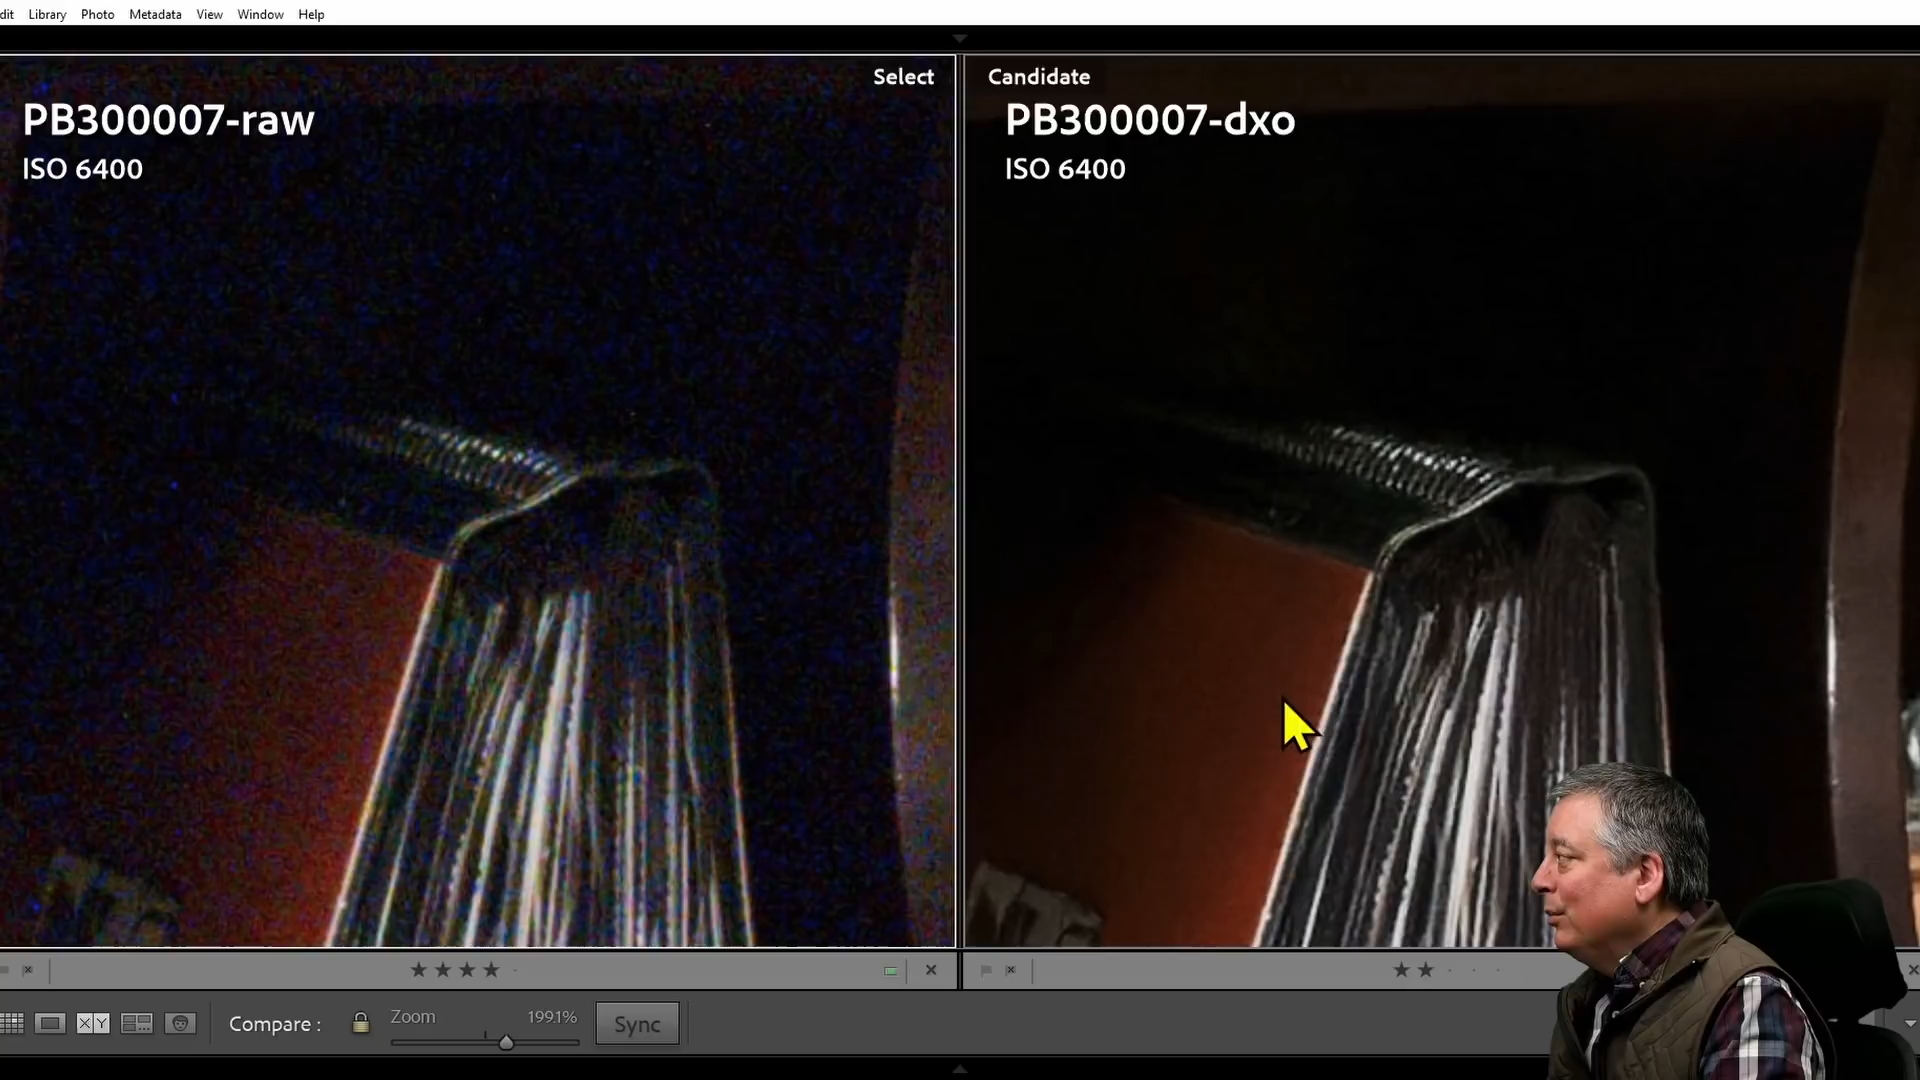 dit Library Photo Metadata View Window Help
Select
Candidate
PB300007-raw
ISO 6400
PB300007-dxo
ISO 6400
Compare :
Zoom
199.1%
Sync
XY